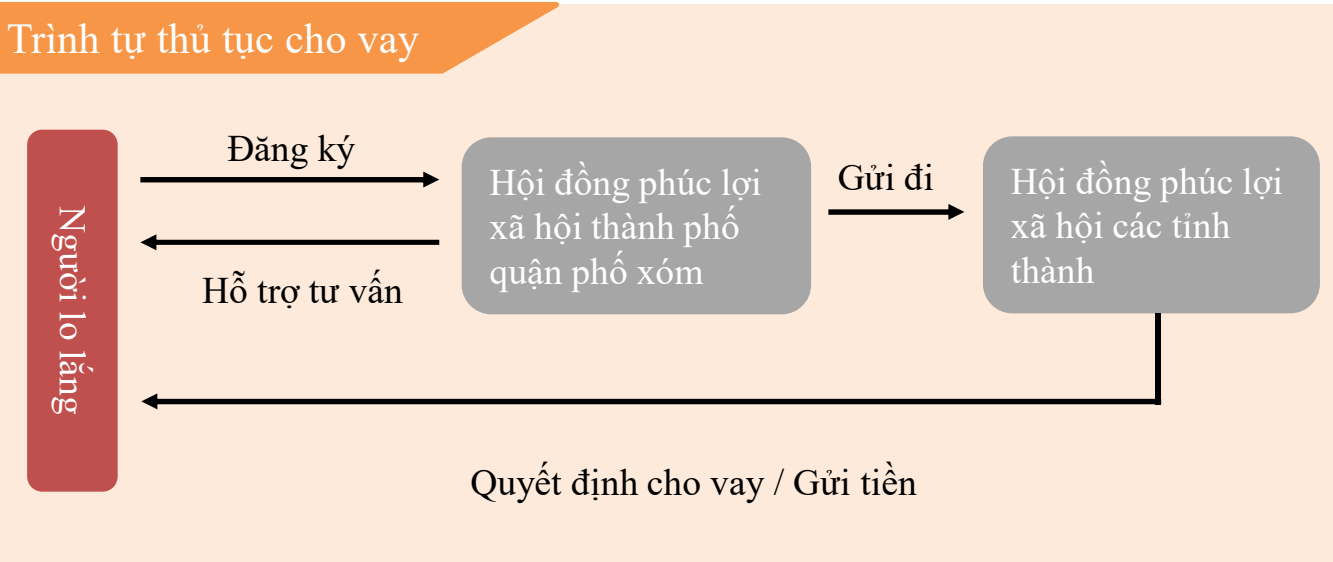 Trình tự thủ tục cho vay
Người lo lắng
Đăng ký
Hỗ trợ tư vấn
Hội đồng phúc lợi
xã hội thành phố
quận phố xóm
Gửi đi
Hội đồng phúc lợi
xã hội các tỉnh
thành
Quyết định cho vay / Gửi tiền